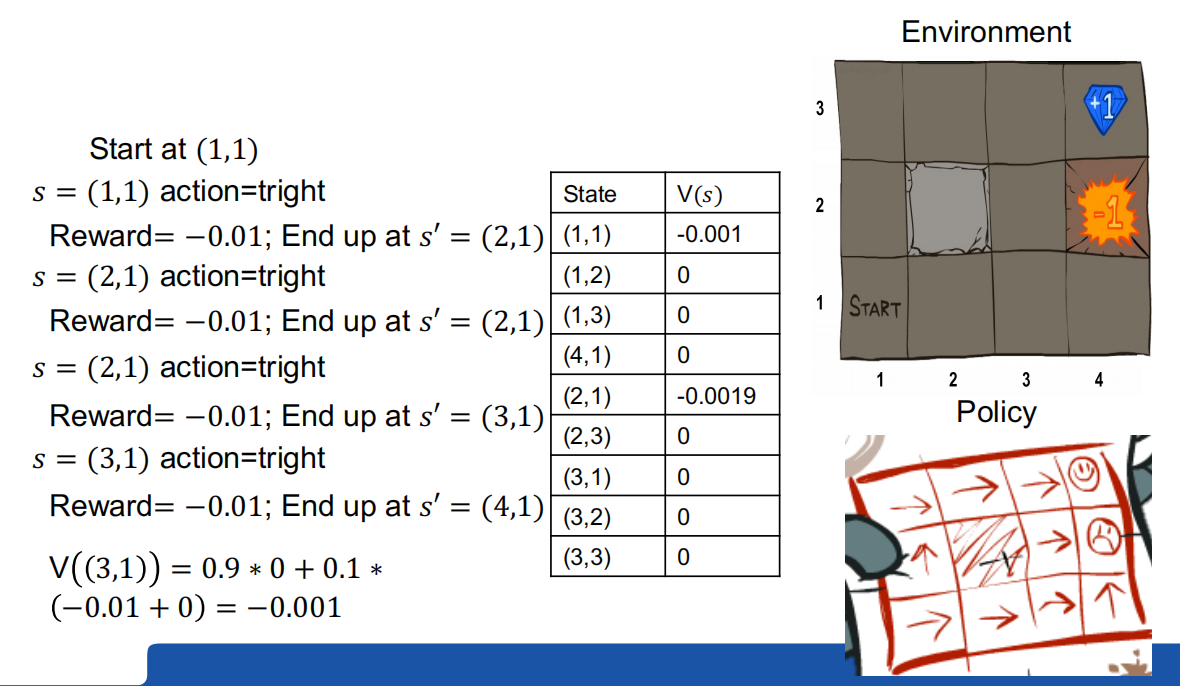 Start at (1,1)
s = (1,1) action=tright
Reward= −0.01; End up at s′ = (2,1)
s = (2,1) action=tright
Reward= −0.01; End up at s′ = (2,1)
s = (2,1) action=tright
Reward= −0.01; End up at s′ = (3,1)
s = (3,1) action=tright
Reward= −0.01; End up at s′ = (4,1)
V((3,1)) = 0.9 ∗ 0 + 0.1 ∗
(−0.01 + 0) = −0.001
State V(s)
(1,1) -0.001
(1,2) 0
(1,3) 0
(4,1) 0
(2,1) -0.0019
(2,3) 0
(3,1) 0
(3,2) 0
(3,3) 0
Environment
3
+1
2
-1
1
START
1 2 3 4
Policy